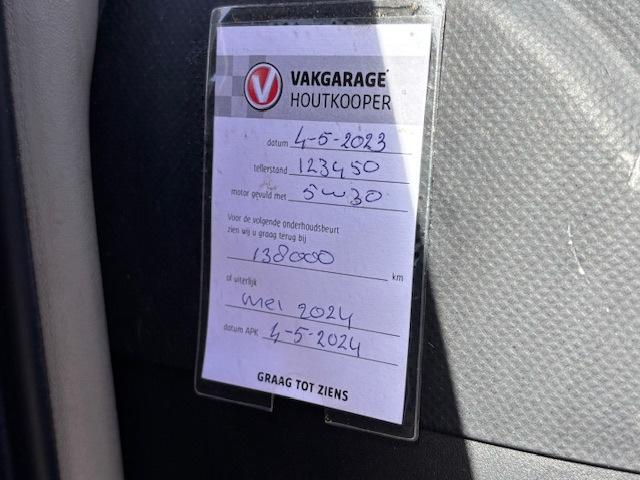 V VAKGARAGE
HOUTKOOPER
datum 4-5-2023
tellerstand 123450
motor gevuld met 5w30
Voor de volgende onderhoudsbeurt
zien wij u graag terug bij
138000 km
of uiterlijk
mei 2024
datum APK 4-5-2024
GRAAG TOT ZIENS